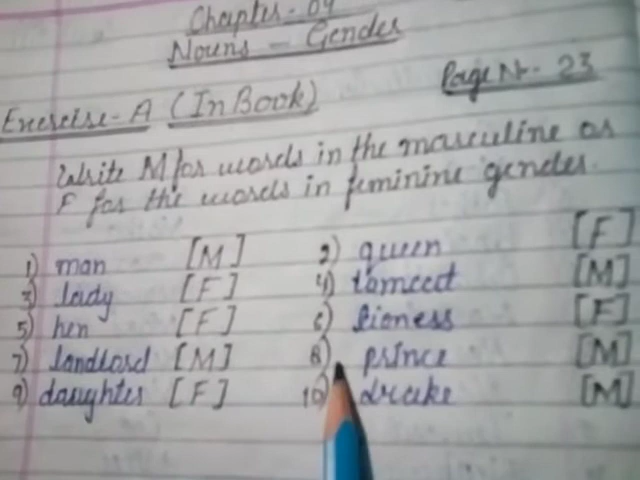 Chapter-04
Nouns - Gender
Page Nr- 23
Exercise-A (In Book)
Write M for words in the masculine or
F for the words in feminine gender.
1) man [M] 2) queen [F]
3) lady [F] 4) tomcat [M]
5) hen [F] 6) lioness [F]
7) landlord [M] 8) prince [M]
9) daughter [F] 10) drake [M]